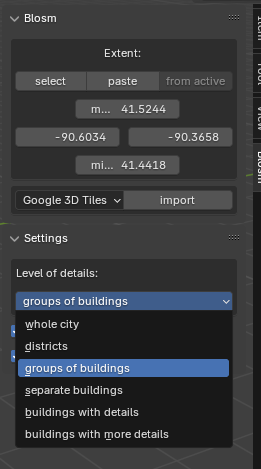 Blosm
Extent:
select paste from active
m... 41.5244
-90.6034 -90.3658
mi... 41.4418
Google 3D Tiles import
Settings
Level of details:
groups of buildings
whole city
districts
groups of buildings
separate buildings
buildings with details
buildings with more details
View
Blosm